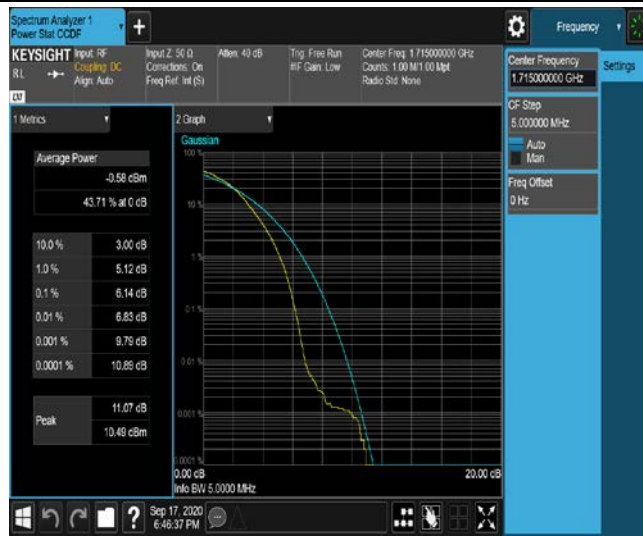 Spectrum Analyzer 1
Power Stat CCDF
+
Frequency
KEYSIGHT
RL
Input: RF
Coupling: DC
Align: Auto
Input Z: 50 Ω
Corrections: On
Freq Ref: Int (S)
Atten: 40 dB
Trig: Free Run
#IF Gain: Low
Center Freq: 1.715000000 GHz
Counts: 1.00 M/1.00 Mpt
Radio Std: None
Center Frequency
1.715000000 GHz
Settings
CF Step
5.000000 MHz
Auto
Man
Freq Offset
0 Hz
1 Metrics
Average Power
-0.58 dBm
43.71 % at 0 dB
10.0 % 3.00 dB
1.0 % 5.12 dB
0.1 % 6.14 dB
0.01 % 6.83 dB
0.001 % 9.79 dB
0.0001 % 10.89 dB
Peak
11.07 dB
10.49 dBm
2 Graph
Gaussian
100 %
10 %
1 %
0.1 %
0.01 %
0.001 %
0.0001 %
0.00 dB
20.00 dB
Info BW 5.0000 MHz
?
Sep 17, 2020
6:46:37 PM